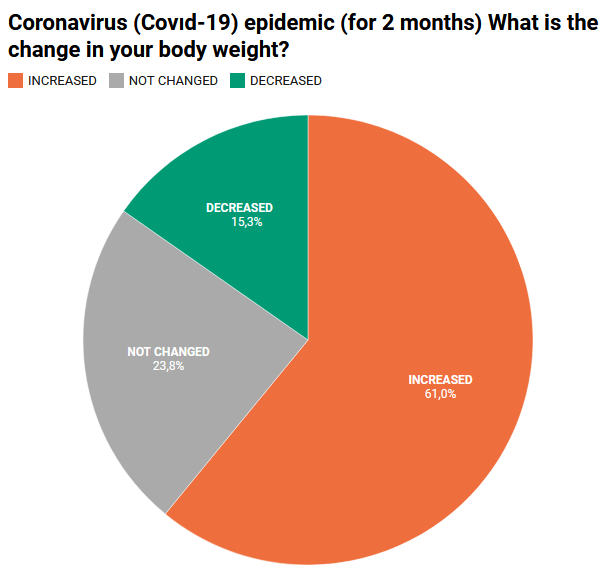 Coronavirus (Covıd-19) epidemic (for 2 months) What is the
change in your body weight?
INCREASED NOT CHANGED DECREASED
DECREASED
15,3%
NOT CHANGED
23,8%
INCREASED
61,0%